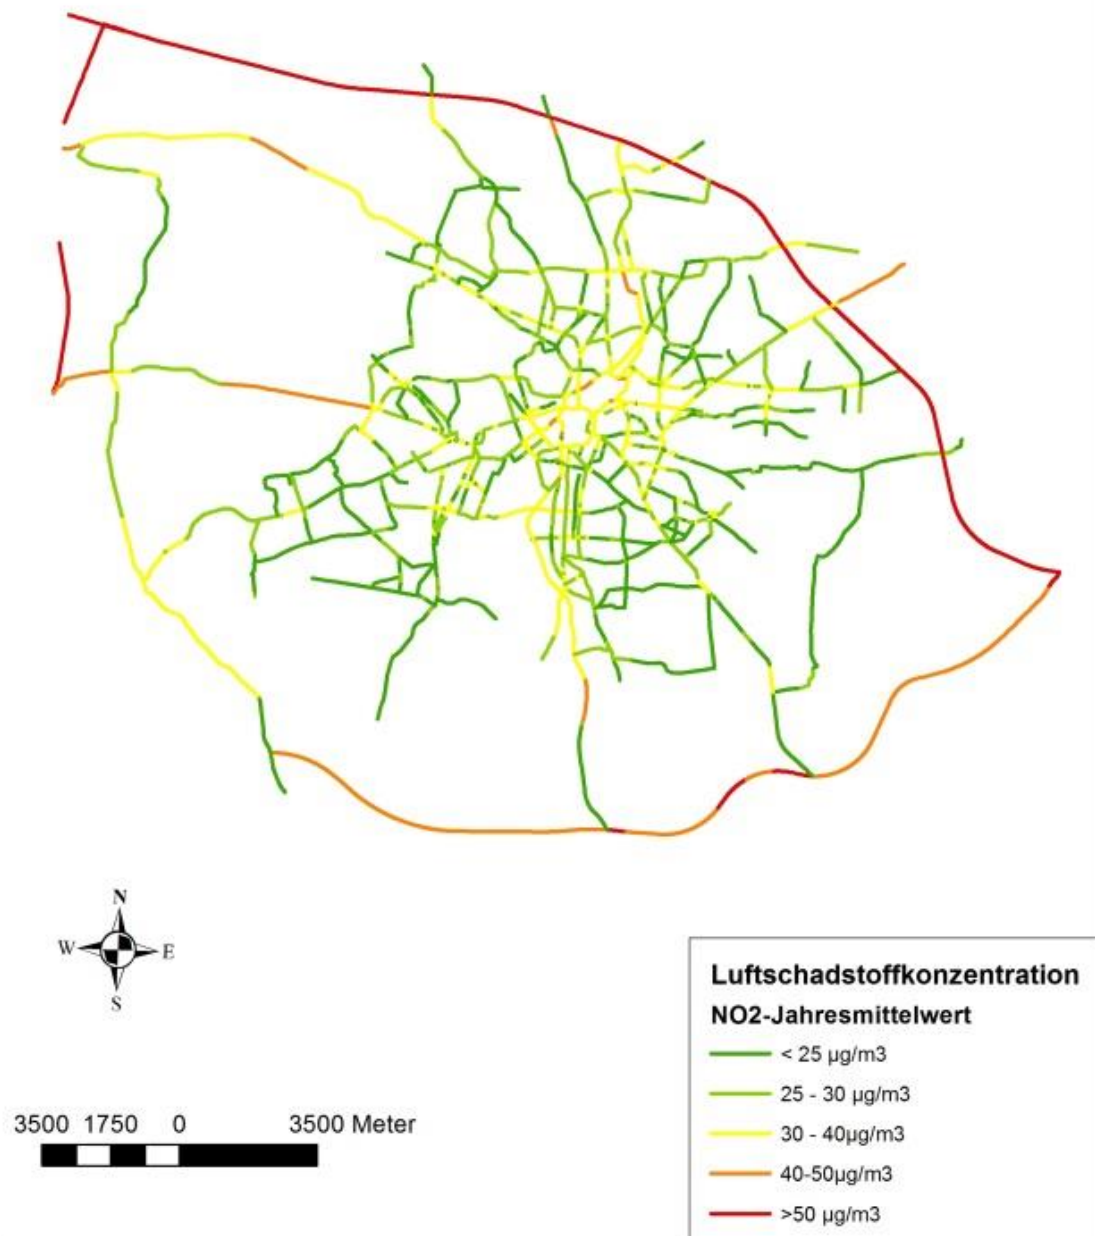 N
W E
S
3500 1750 0 3500 Meter
Luftschadstoffkonzentration
NO2-Jahresmittelwert
< 25 µg/m3
25 - 30 µg/m3
30 - 40µg/m3
40-50µg/m3
>50 µg/m3